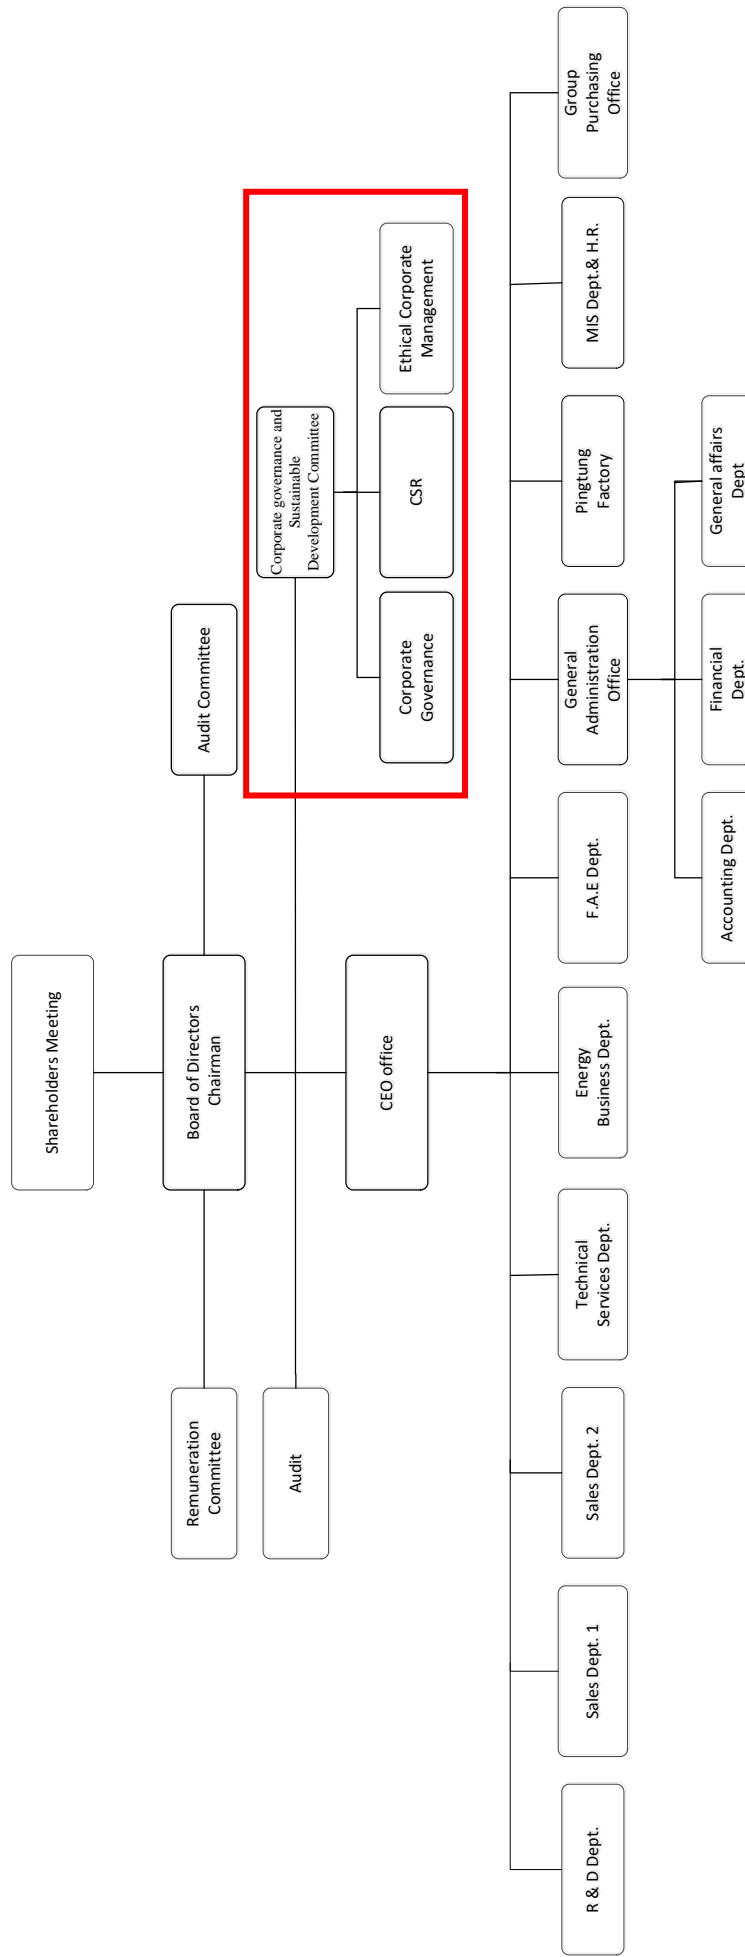 Shareholders Meeting
Board of Directors
Chairman
Remuneration
Committee
Audit Committee
Audit
Corporate governance and
Sustainable
Development Committee
CEO office
Corporate
Governance
CSR
Ethical Corporate
Management
R & D Dept.
Sales Dept. 1
Sales Dept. 2
Technical
Services Dept.
Energy
Business Dept.
F.A.E Dept.
General
Administration
Office
Pingtung
Factory
MIS Dept.& H.R.
Group
Purchasing
Office
Accounting Dept.
Financial
Dept.
General affairs
Dept